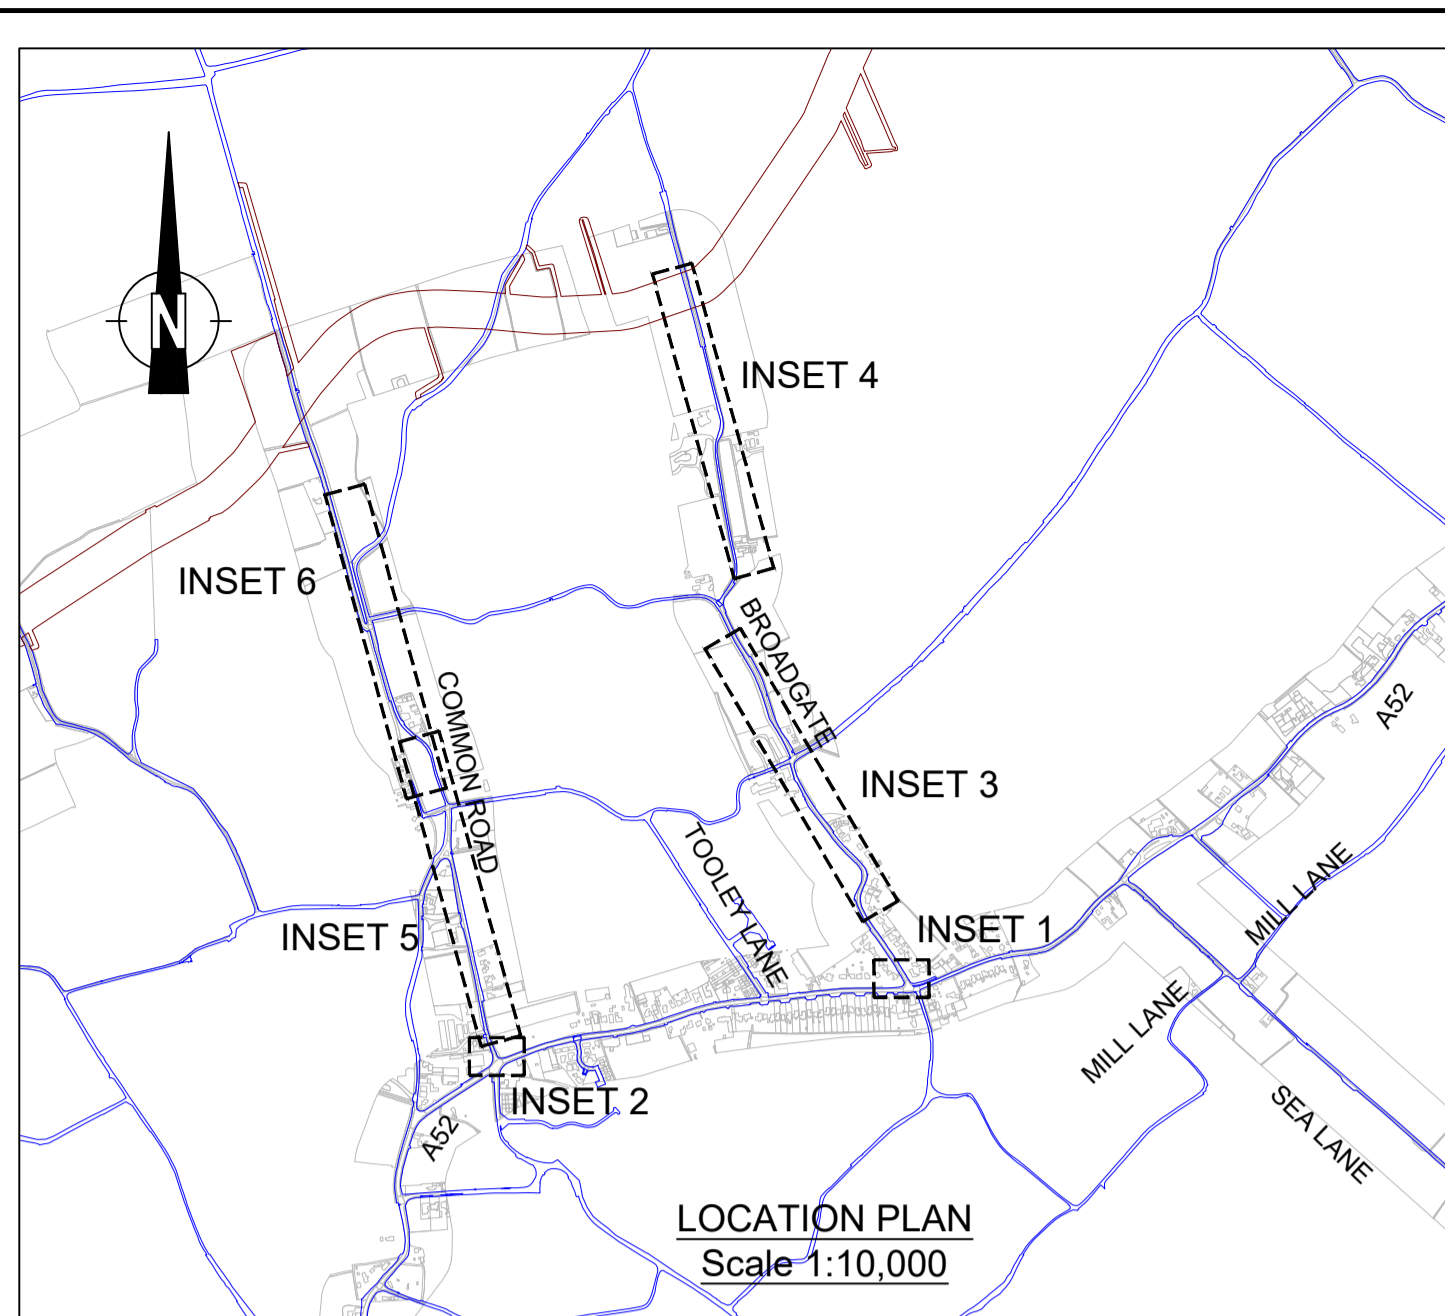 N
INSET 4
INSET 6
BROADGATE
COMMON ROAD
A52
INSET 3
TOOLEY LANE
MILL LANE
INSET 1
INSET 5
MILL LANE
INSET 2
SEA LANE
A52
LOCATION PLAN
Scale 1:10,000